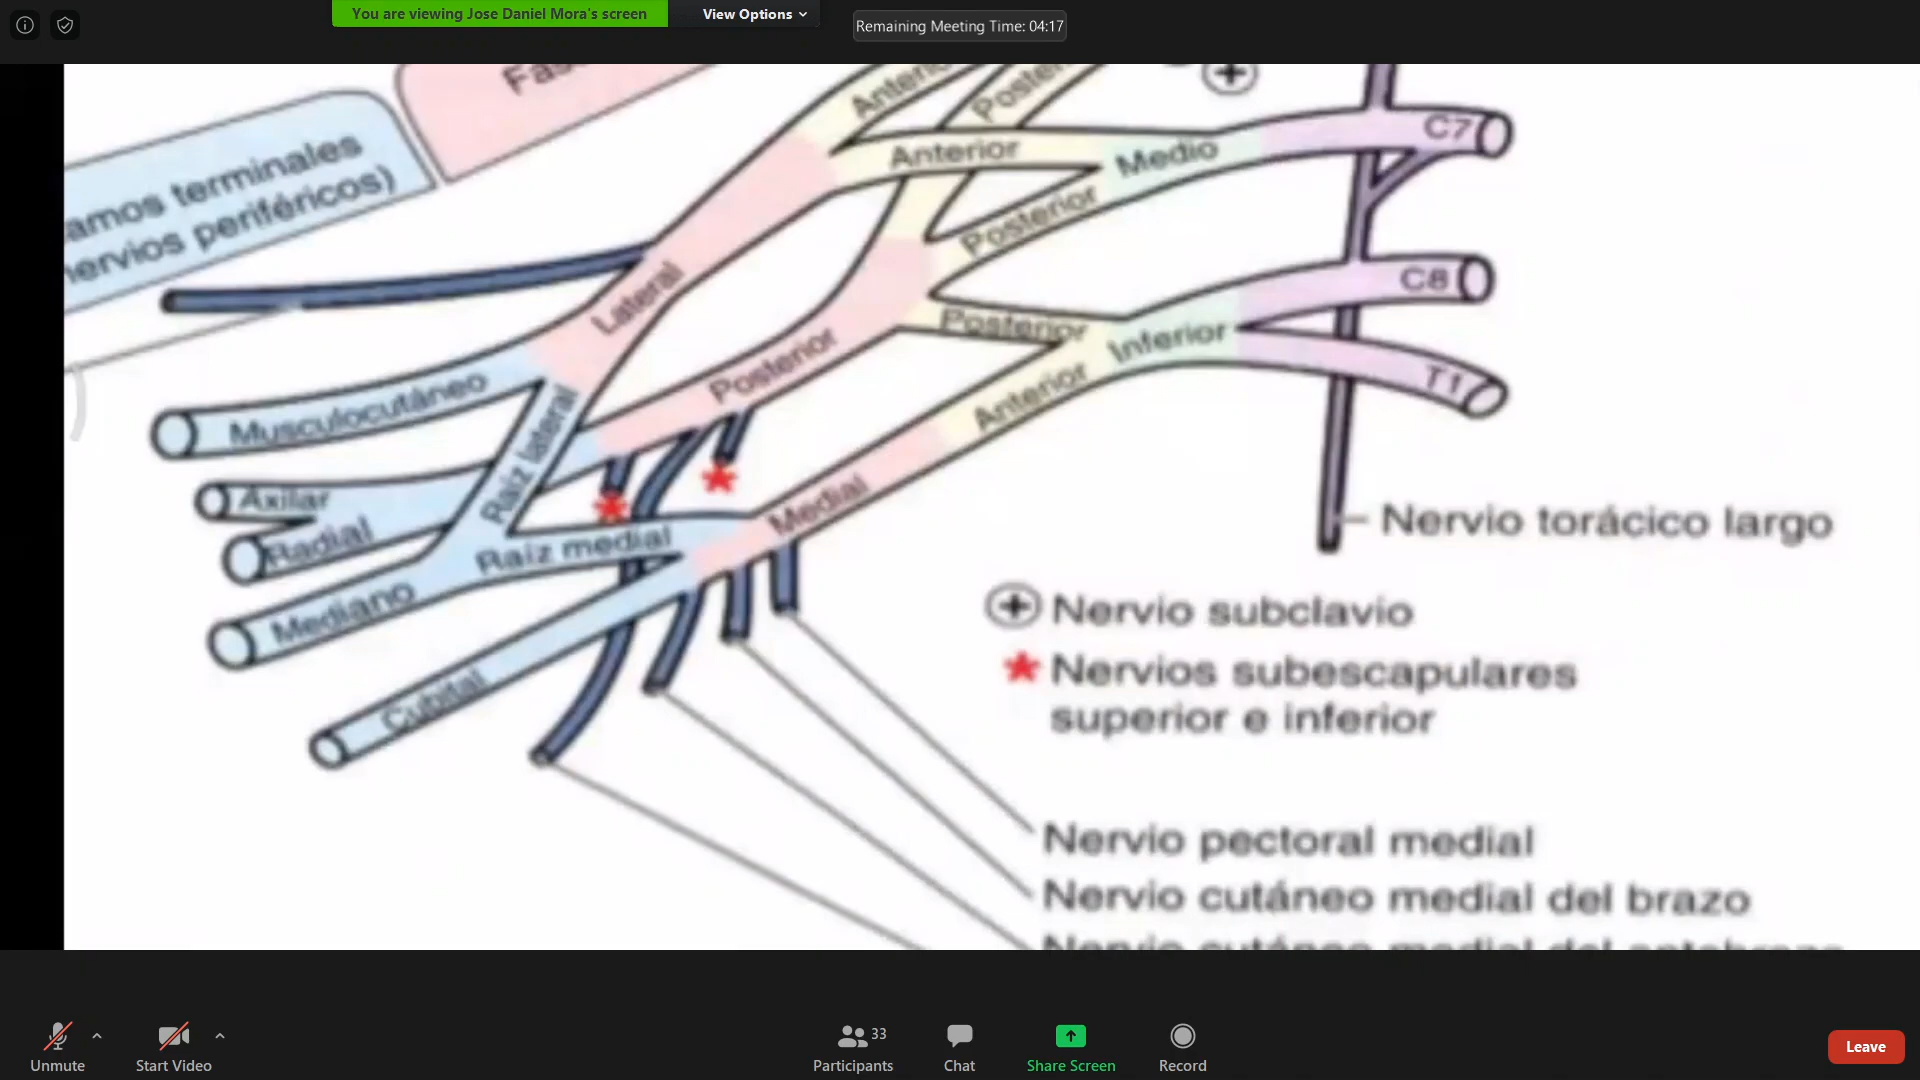 You are viewing Jose Daniel Mora's screen
View Options
Remaining Meeting Time: 04:17
Anterior
Medio
C7
Posterior
amos terminales
nervios periféricos)
Lateral
C8
Posterior
Inferior
Posterior
T1
Anterior
Musculocutáneo
Raíz lateral
Axilar
Radial
Medial
Raíz medial
Nervio torácico largo
Mediano
Nervio subclavio
Cubital
Nervios subescapulares
superior e inferior
Nervio pectoral medial
Nervio cutáneo medial del brazo
33
Unmute
Start Video
Participants
Chat
Share Screen
Record
Leave